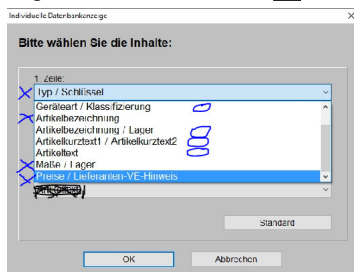 Individuelle Datenbankanzeige
Bitte wählen Sie die Inhalte:
1. Zeile:
Typ / Schlüssel
Geräteart / Klassifizierung
Artikelbezeichnung
Artikelbezeichnung / Lager
Artikelkurztext1 / Artikelkurztext2
Artikeltext
Maße / Lager
Preise / Lieferanten-VE-Hinweis
Standard
OK
Abbrechen